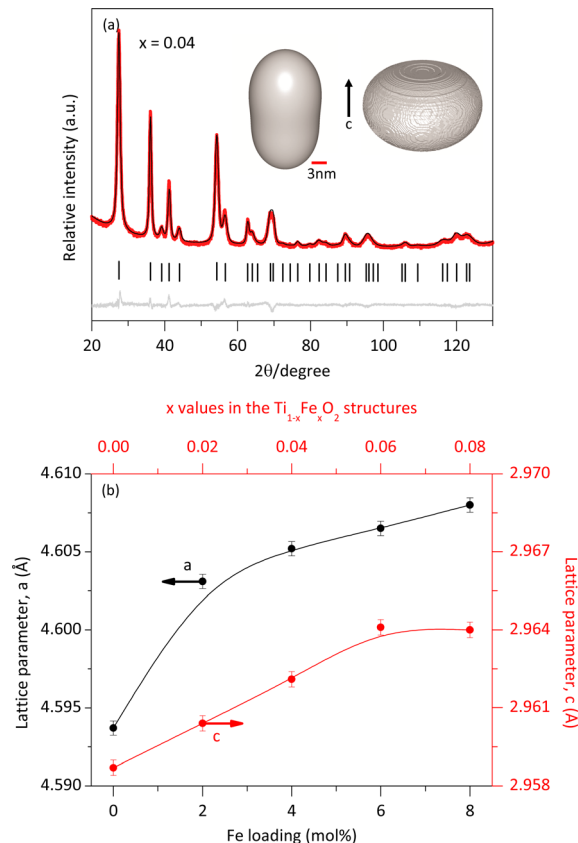 (a)
x = 0.04
c
3nm
Relative intensity (a.u.)
20 40 60 80 100 120
2θ/degree
x values in the Ti1-xFexO2 structures
0.00 0.02 0.04 0.06 0.08
(b)
4.610
4.605
4.600
4.595
4.590
Lattice parameter, a (Å)
a
c
2.970
2.967
2.964
2.961
2.958
Lattice parameter, c (Å)
0 2 4 6 8
Fe loading (mol%)